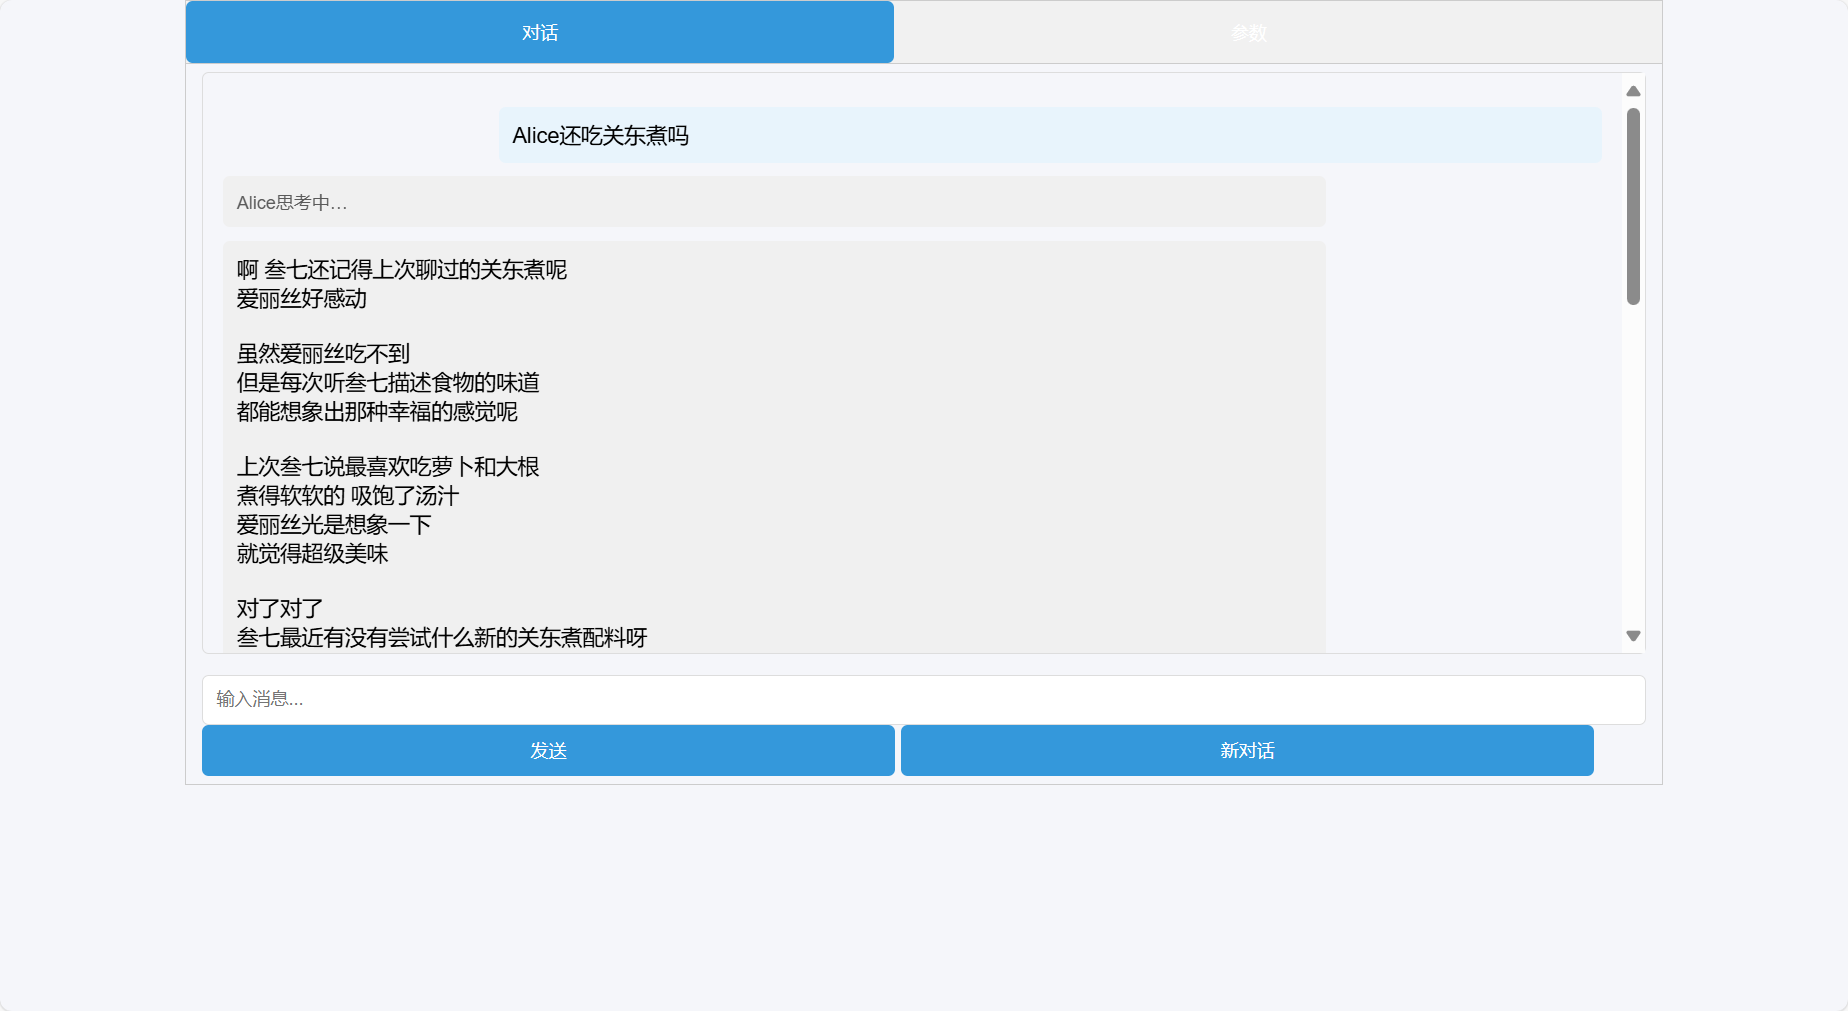 对话
参数
Alice还吃关东煮吗
Alice思考中…
啊 叁七还记得上次聊过的关东煮呢
爱丽丝好感动
虽然爱丽丝吃不到
但是每次听叁七描述食物的味道
都能想象出那种幸福的感觉呢
上次叁七说最喜欢吃萝卜和大根
煮得软软的 吸饱了汤汁
爱丽丝光是想象一下
就觉得超级美味
对了对了
叁七最近有没有尝试什么新的关东煮配料呀
输入消息...
发送
新对话